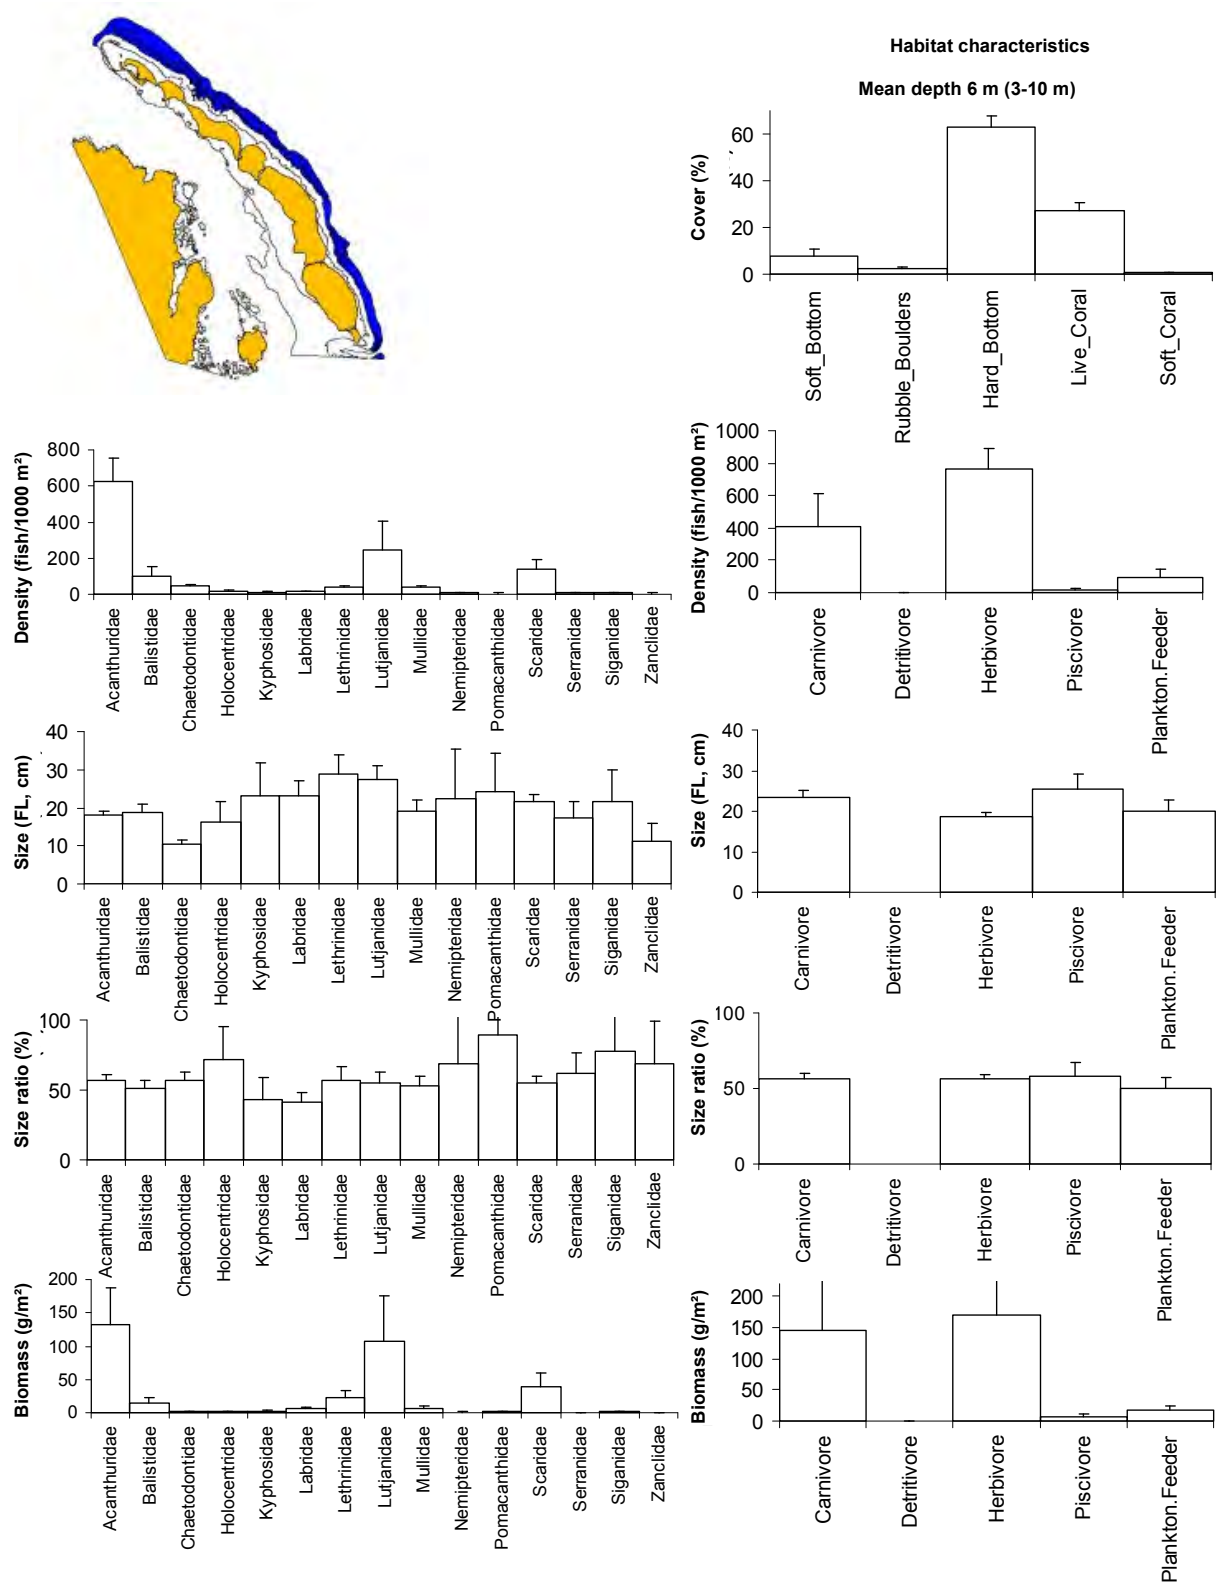 Habitat characteristics
Mean depth 6 m (3-10 m)
Cover (%)
60
40
20
0
Soft_Bottom
Rubble_Boulders
Hard_Bottom
Live_Coral
Soft_Coral
Density (fish/1000 m²)
800
600
400
200
0
Acanthuridae
Balistidae
Chaetodontidae
Holocentridae
Kyphosidae
Labridae
Lethrinidae
Lutjanidae
Mullidae
Nemipteridae
Pomacanthidae
Scaridae
Serranidae
Siganidae
Zanclidae
Density (fish/1000 m²)
1000
800
600
400
200
0
Carnivore
Detritivore
Herbivore
Piscivore
Plankton.Feeder
Size (FL, cm)
40
30
20
10
0
Acanthuridae
Balistidae
Chaetodontidae
Holocentridae
Kyphosidae
Labridae
Lethrinidae
Lutjanidae
Mullidae
Nemipteridae
Pomacanthidae
Scaridae
Serranidae
Siganidae
Zanclidae
Size (FL, cm)
40
30
20
10
0
Carnivore
Detritivore
Herbivore
Piscivore
Plankton.Feeder
Size ratio (%)
100
50
0
Acanthuridae
Balistidae
Chaetodontidae
Holocentridae
Kyphosidae
Labridae
Lethrinidae
Lutjanidae
Mullidae
Nemipteridae
Pomacanthidae
Scaridae
Serranidae
Siganidae
Zanclidae
Size ratio (%)
100
50
0
Carnivore
Detritivore
Herbivore
Piscivore
Plankton.Feeder
Biomass (g/m²)
200
150
100
50
0
Acanthuridae
Balistidae
Chaetodontidae
Holocentridae
Kyphosidae
Labridae
Lethrinidae
Lutjanidae
Mullidae
Nemipteridae
Pomacanthidae
Scaridae
Serranidae
Siganidae
Zanclidae
Biomass (g/m²)
200
150
100
50
0
Carnivore
Detritivore
Herbivore
Piscivore
Plankton.Feeder